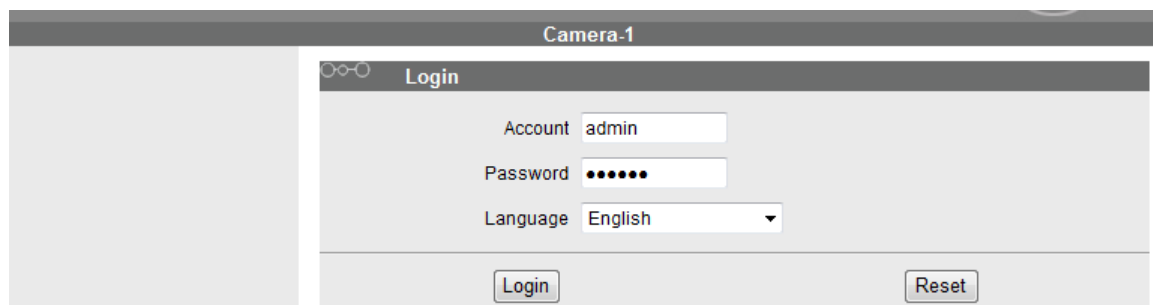 Camera-1
Login
Account admin
Password ••••••
Language English
Login Reset